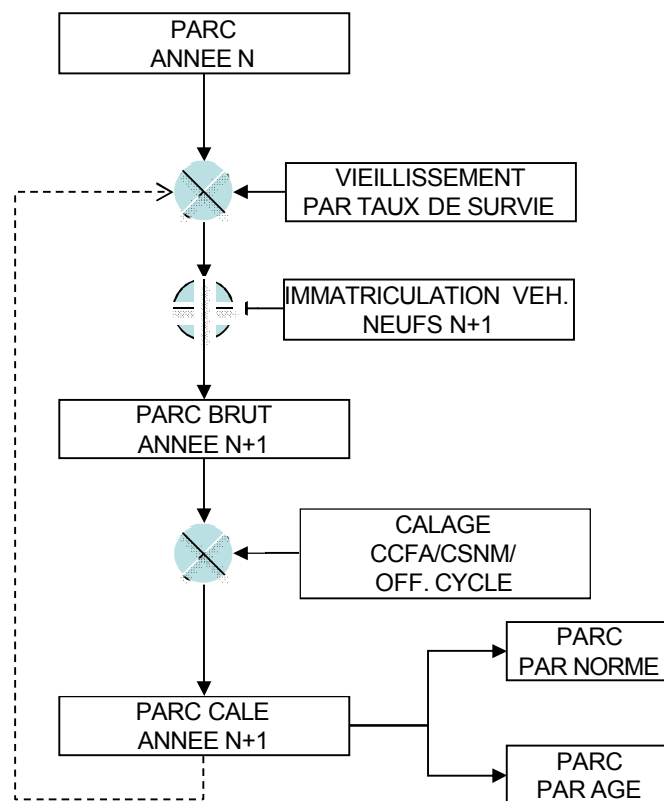 PARC
ANNEE N
VIEILLISSEMENT
PAR TAUX DE SURVIE
IMMATRICULATION VEH.
NEUFS N+1
PARC BRUT
ANNEE N+1
CALAGE
CCFA/CSNM/
OFF. CYCLE
PARC
PAR NORME
PARC CALE
ANNEE N+1
PARC
PAR AGE